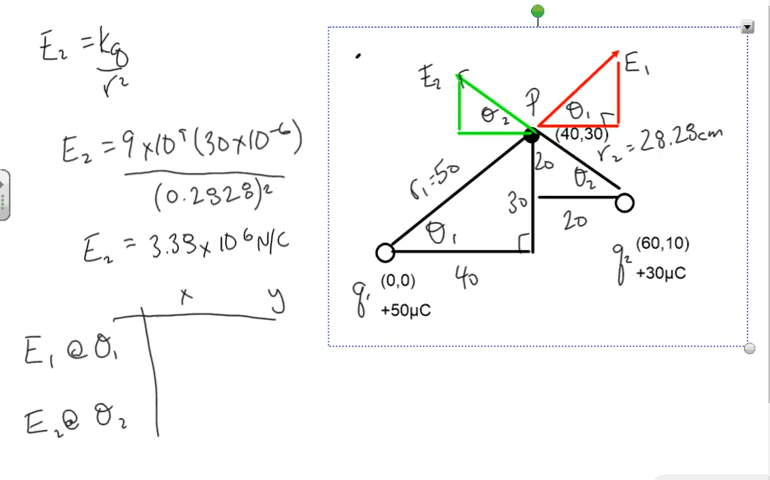 E₂ = kq
r²
E₂ = 9×10⁹(30×10⁻⁶)
(0.2828)²
E₂ = 3.38×10⁶N/C
x y
E₁@θ₁
E₂@θ₂
E₂ θ₂ P θ₁ E₁
(40,30)
r₂=28.28cm
r₁=50
20
θ₂
30
20
θ₁
40
q₁ (0,0)
+50μC
q₂ (60,10)
+30μC